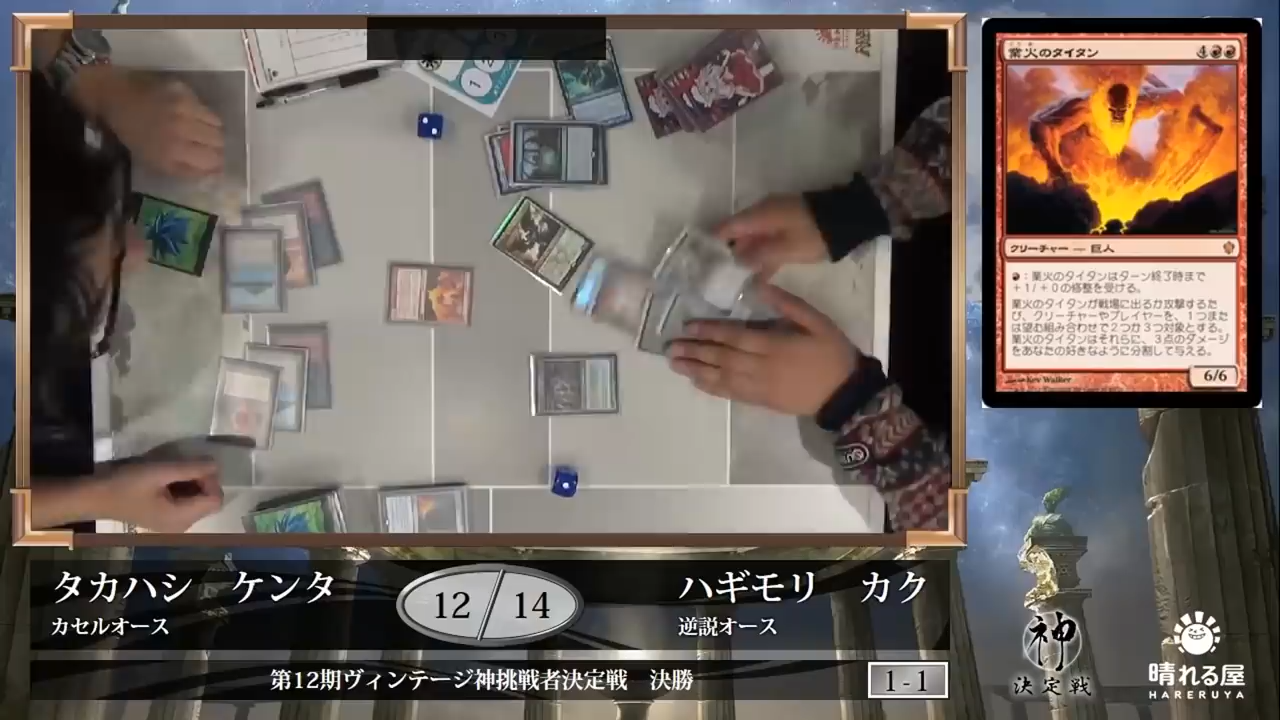 業火のタイタン 4
クリーチャー — 巨人
：業火のタイタンはターン終了時まで
+1/+0の修整を受ける。
業火のタイタンが戦場に出るか攻撃するた
び、クリーチャーやプレイヤーを、１つまた
は望む組み合わせで２つか３つ対象とする。
業火のタイタンはそれらに、３点のダメージ
をあなたの好きなように分割して与える。
Kev Walker
6/6
タカハシ ケンタ
カセルオース
12 / 14
ハギモリ カク
逆説オース
第12期ヴィンテージ神挑戦者決定戦 決勝
1-1
神
決定戦
晴れる屋
HARERUYA